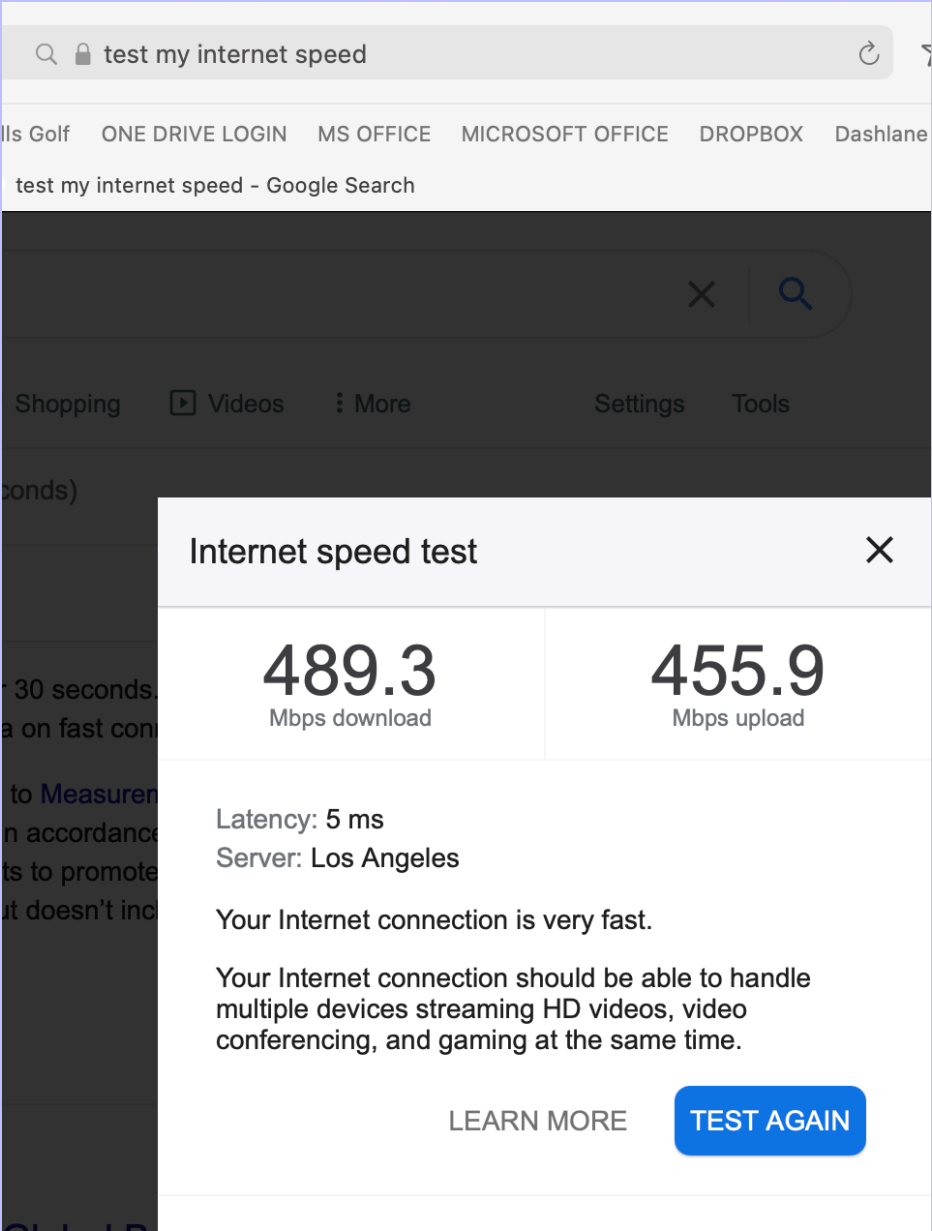 test my internet speed
lls Golf ONE DRIVE LOGIN MS OFFICE MICROSOFT OFFICE DROPBOX Dashlane
test my internet speed - Google Search
Shopping Videos More Settings Tools
conds)
Internet speed test
489.3 455.9
Mbps download Mbps upload
r 30 seconds.
a on fast con
to Measurem
n accordance
ts to promote
ut doesn't incl
Latency: 5 ms
Server: Los Angeles
Your Internet connection is very fast.
Your Internet connection should be able to handle
multiple devices streaming HD videos, video
conferencing, and gaming at the same time.
LEARN MORE TEST AGAIN